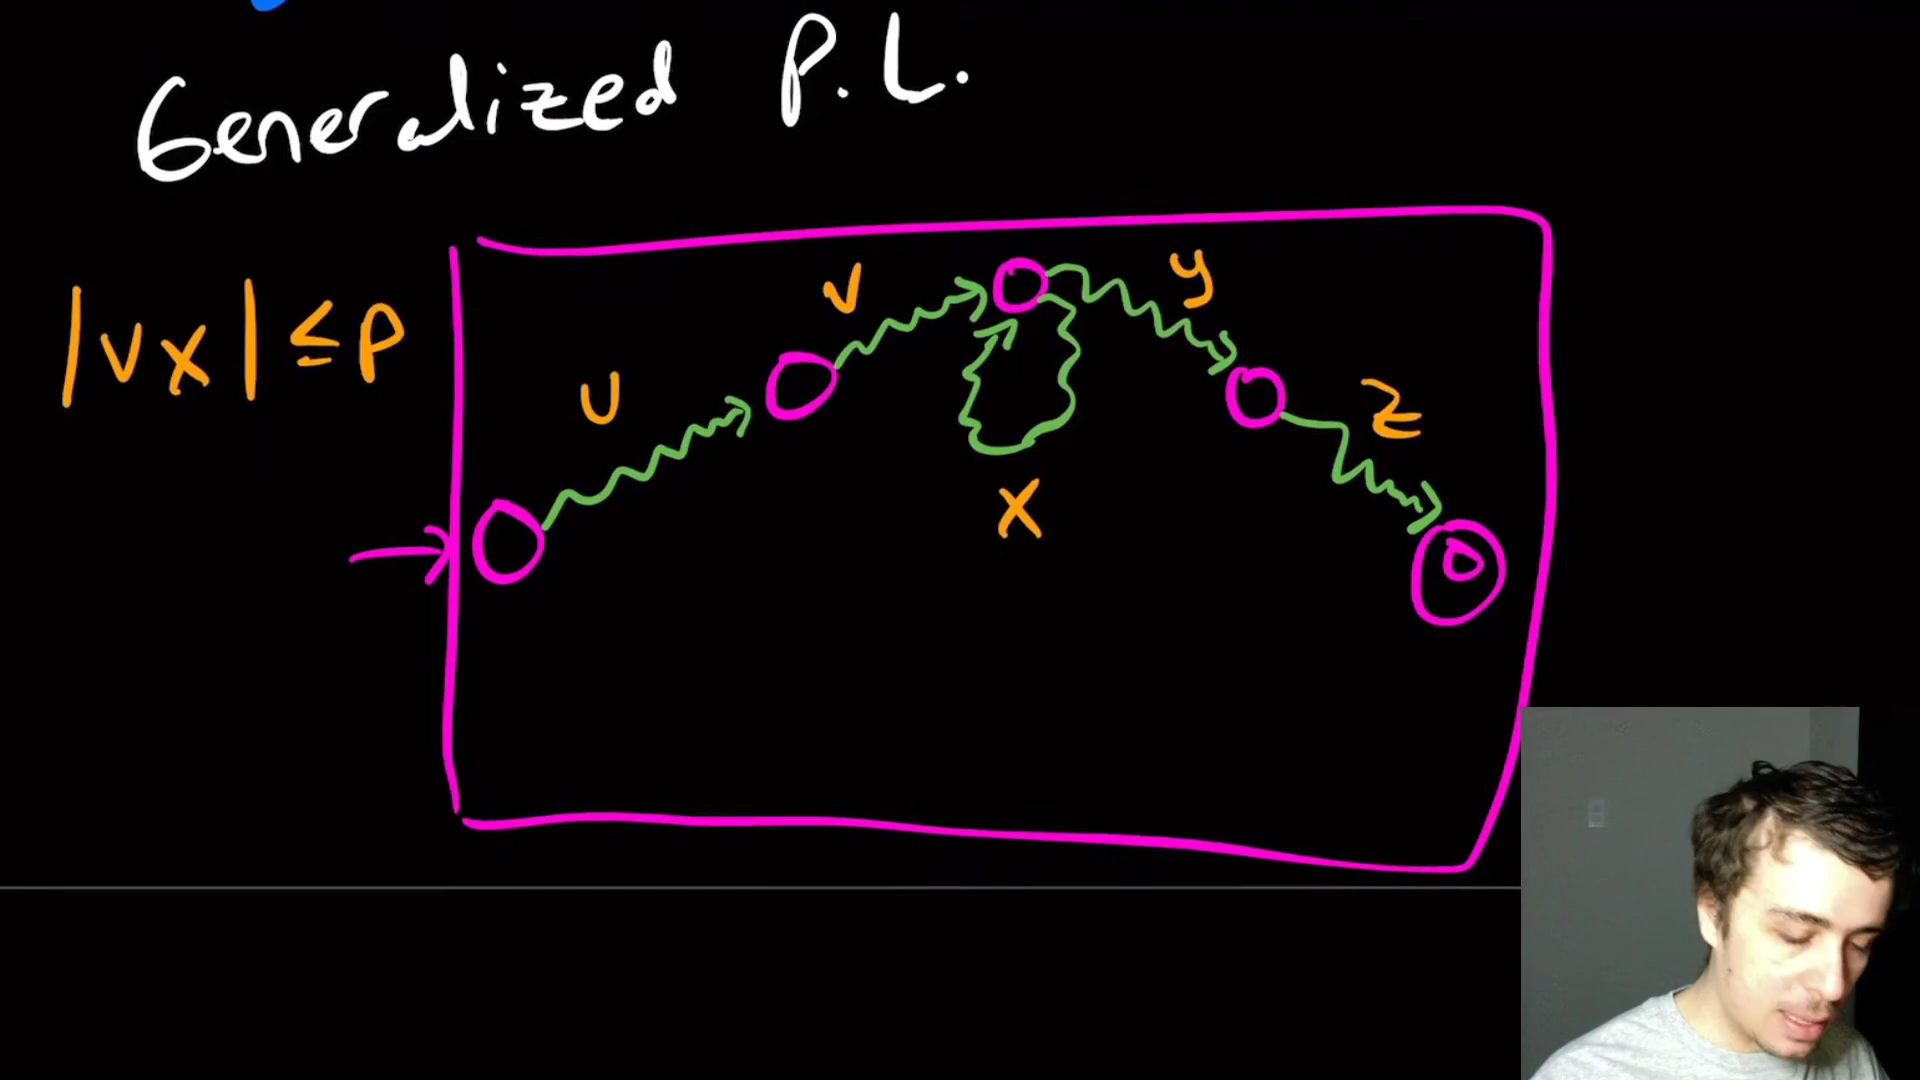 Generalized P.L.
|vx| ≤ p
u
v
x
y
z